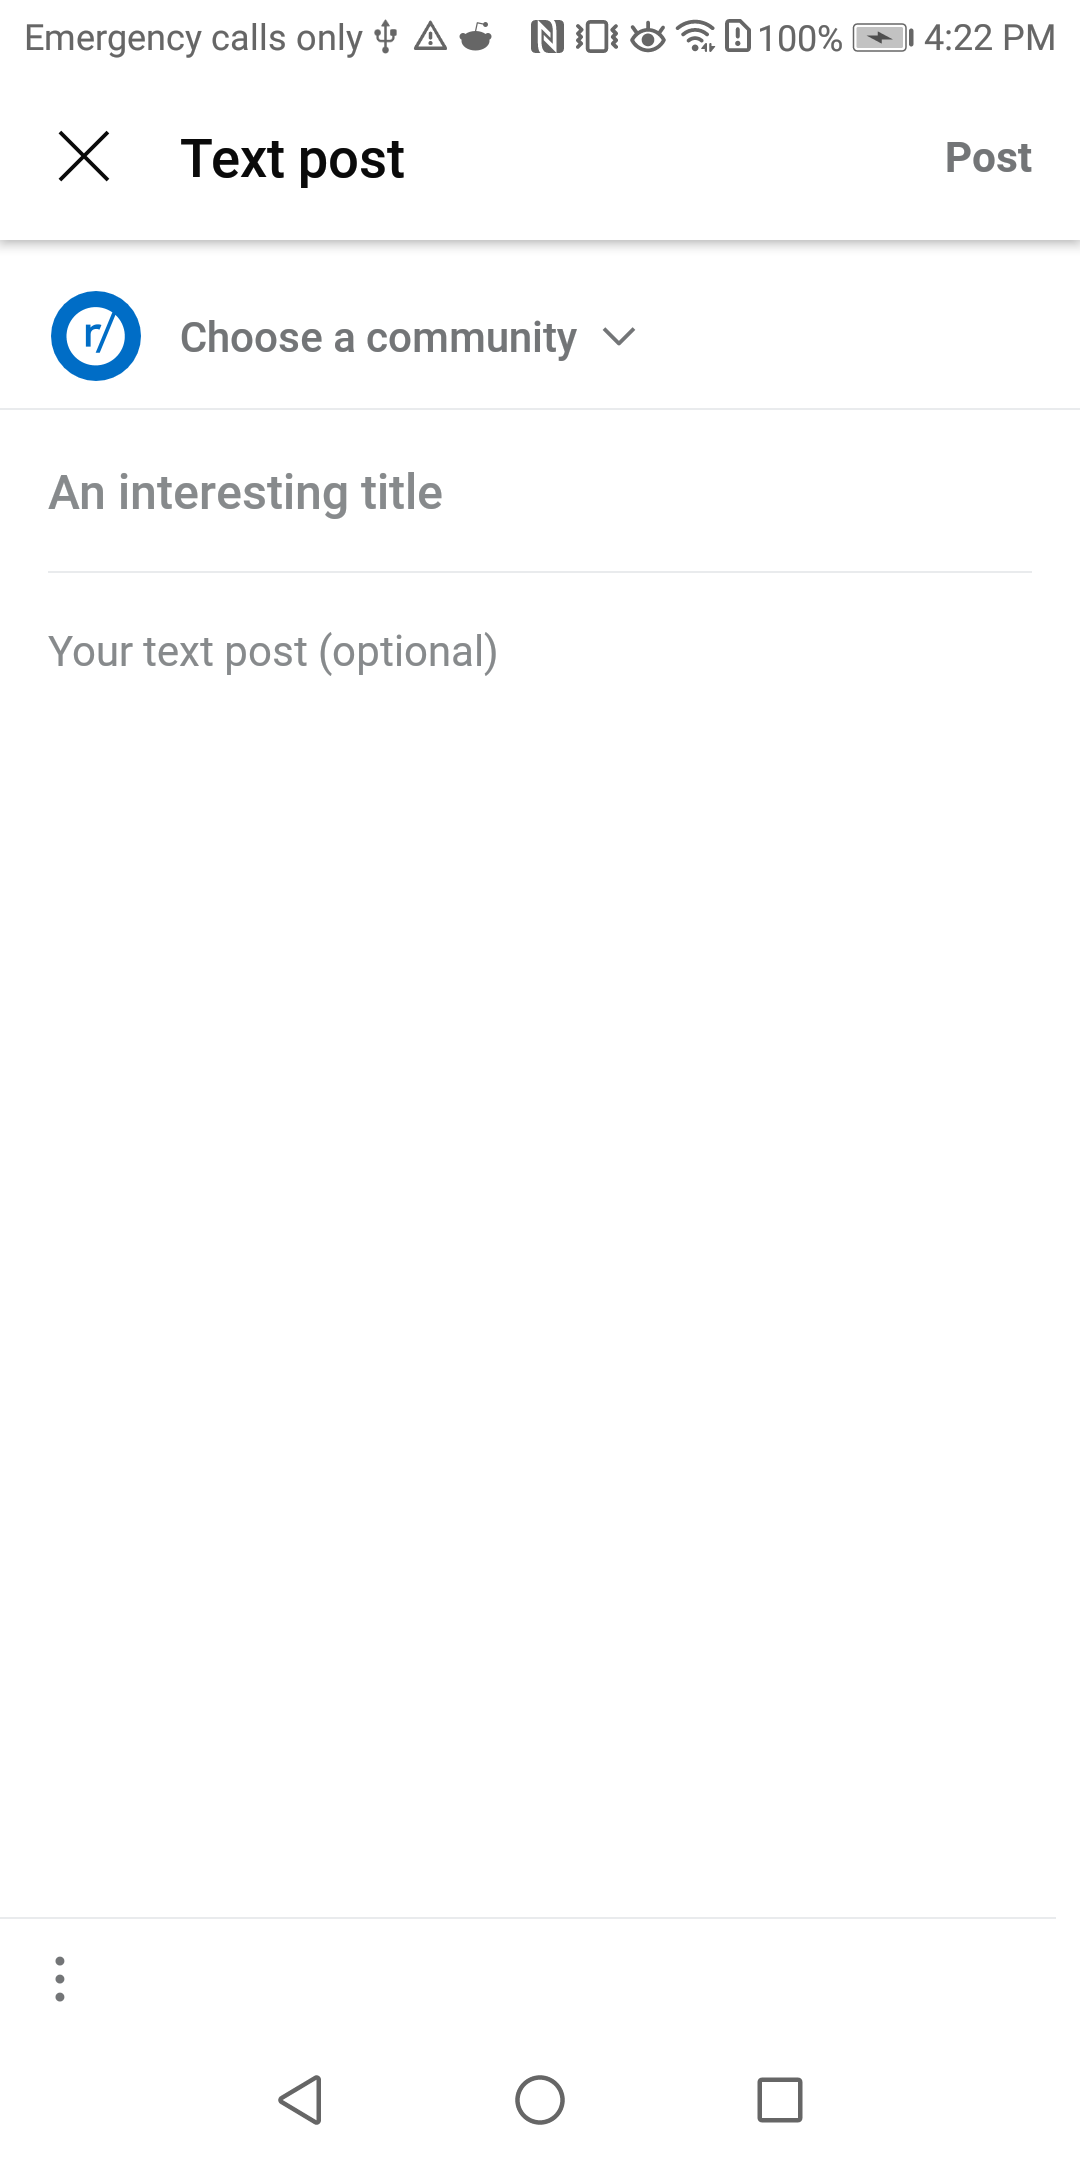 Emergency calls only 100% 4:22 PM
Text post Post
r/ Choose a community
An interesting title
Your text post (optional)